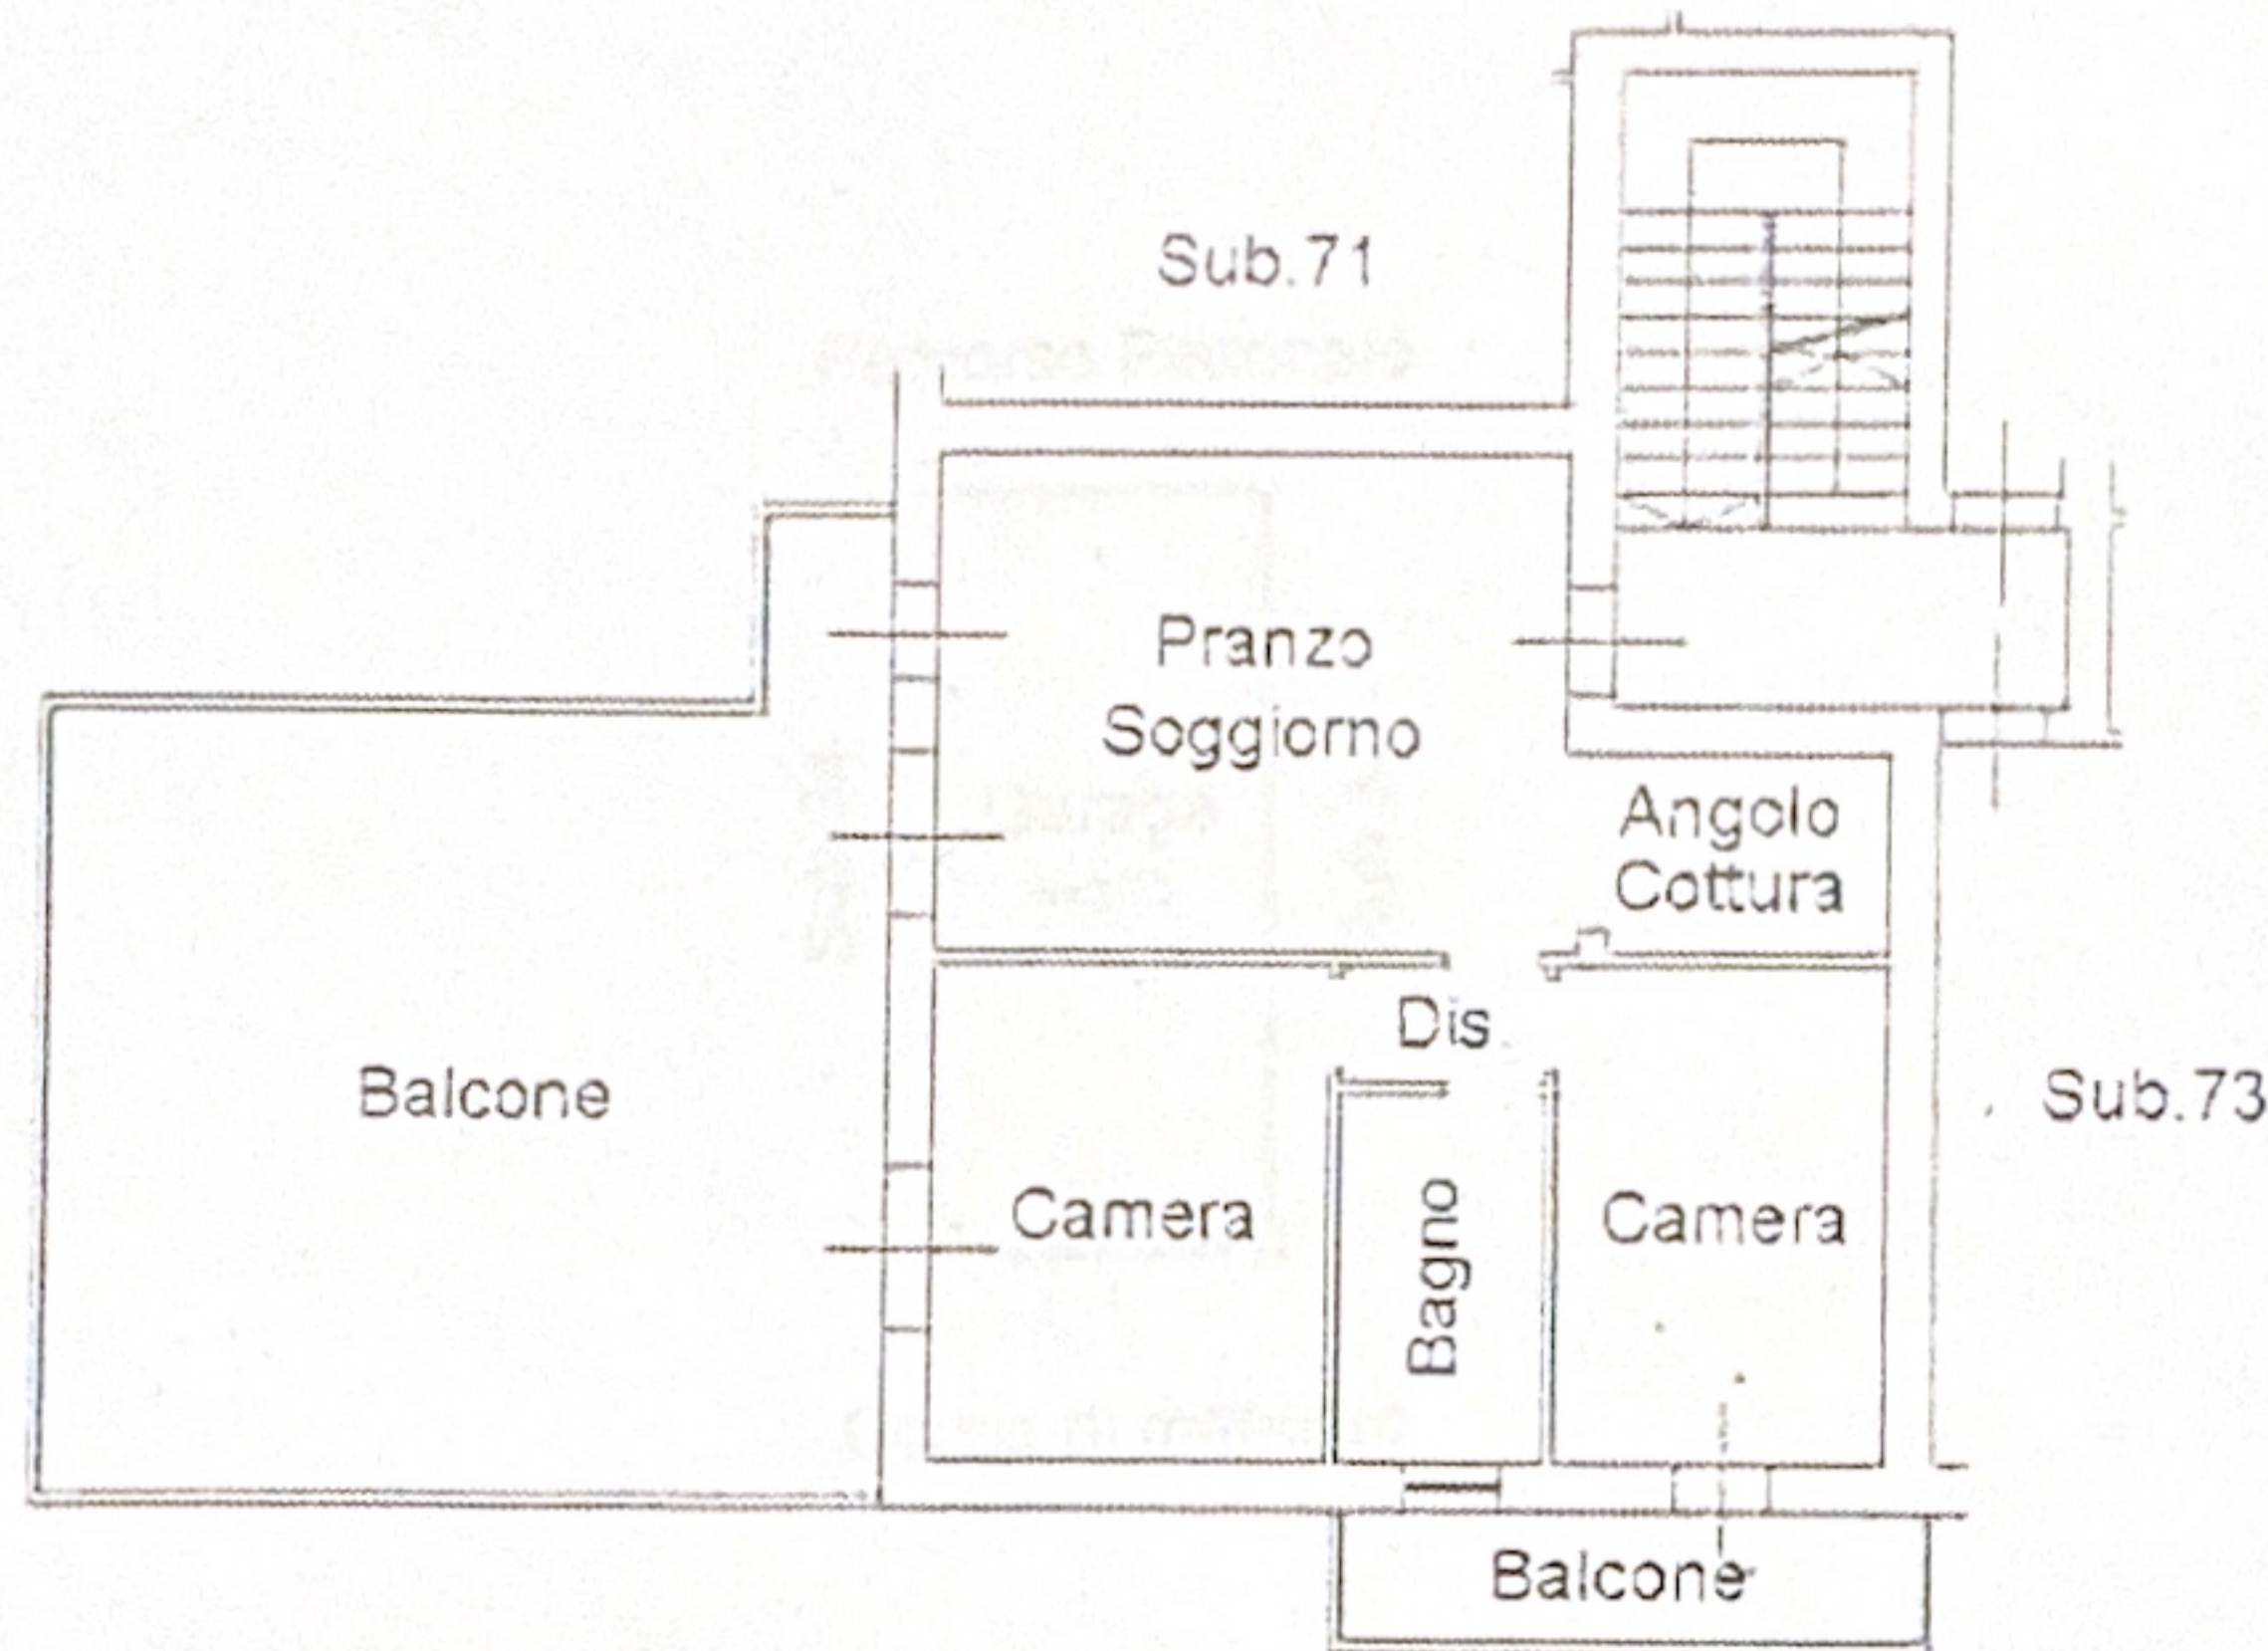 Sub.71
Pranzo
Soggiorno
Angolo
Cottura
Dis.
Balcone
Sub.73
Camera
Bagno
Camera
Balcone